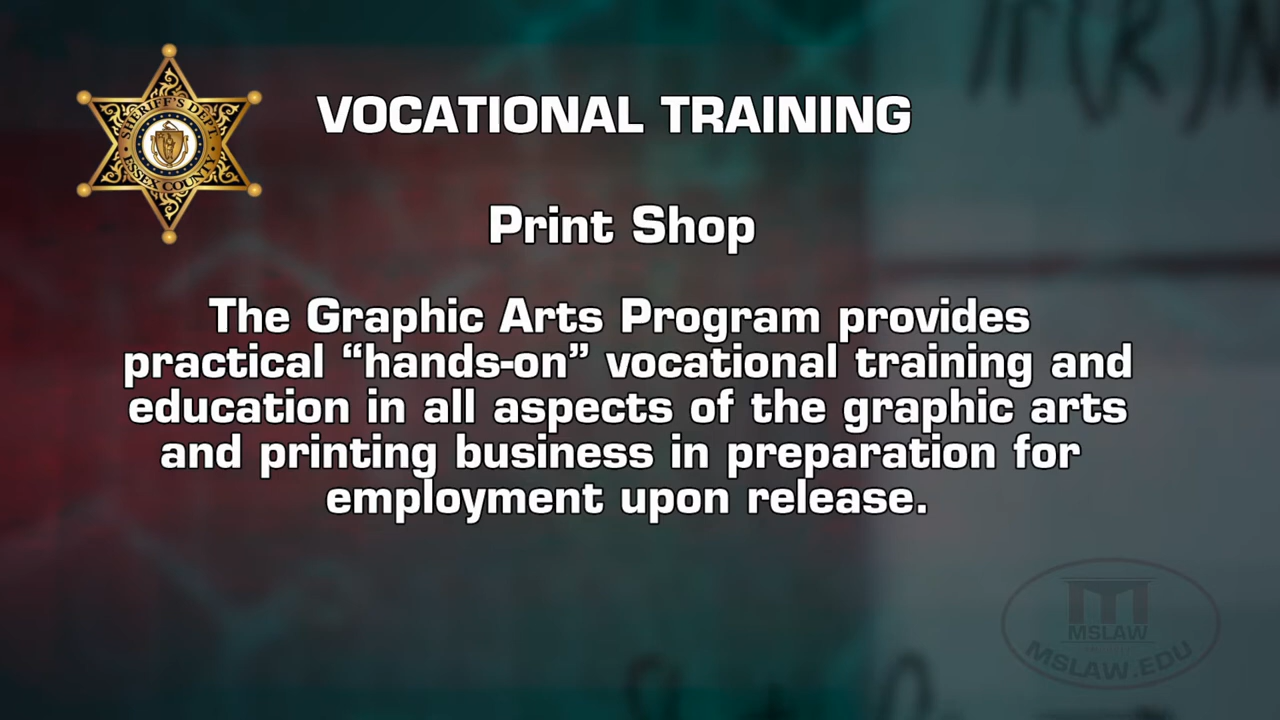 SHERIFF'S DEPT.
ESSEX COUNTY
VOCATIONAL TRAINING
Print Shop
The Graphic Arts Program provides
practical “hands-on” vocational training and
education in all aspects of the graphic arts
and printing business in preparation for
employment upon release.
MSLAW
MSLAW.EDU